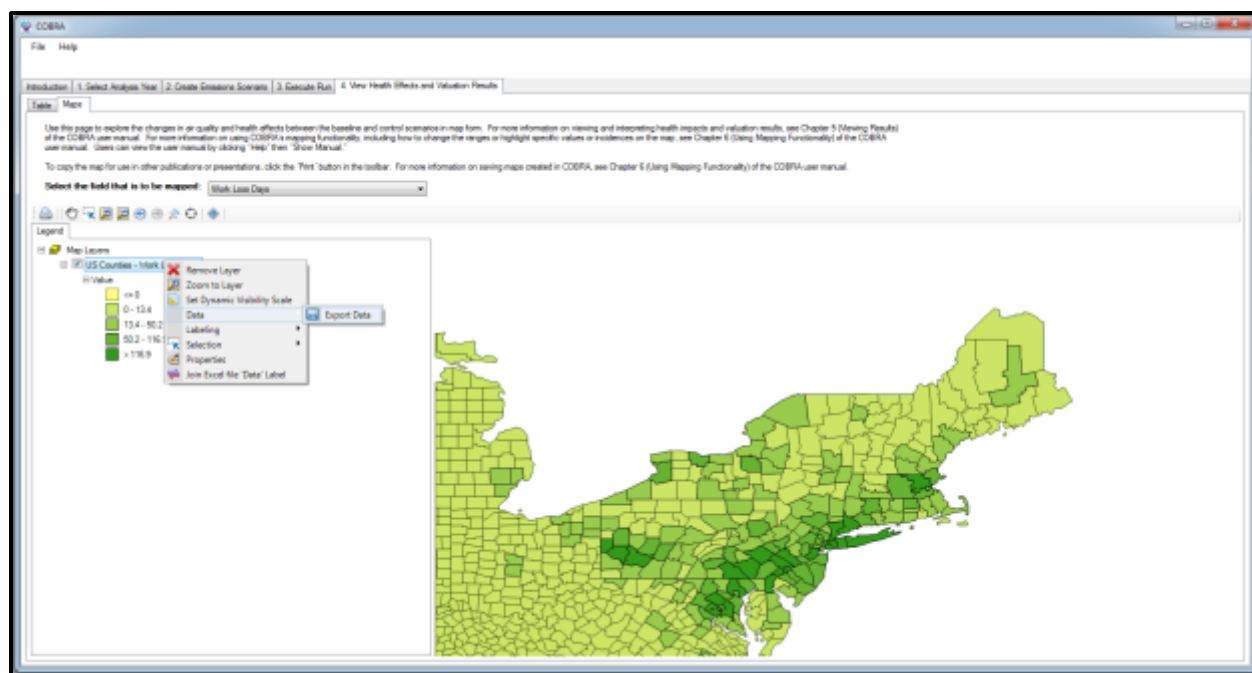 COBRA
File Help
Introduction 1. Select Analysis Year 2. Create Emissions Scenario 3. Execute Run 4. View Health Effects and Valuation Results
Table Maps
Use this page to explore the changes in air quality and health effects between the baseline and control scenarios in map form. For more information on viewing and interpreting health impacts and valuation results, see Chapter 5 (Viewing Results)
of the COBRA user manual. For more information on using COBRA's mapping functionality, including how to change the ranges or highlight specific values or incidences on the map, see Chapter 6 (Using Mapping Functionality) of the COBRA
user manual. Users can view the user manual by clicking "Help" then "Show Manual."
To copy the map for use in other publications or presentations, click the "Print" button in the toolbar. For more information on saving maps created in COBRA, see Chapter 6 (Using Mapping Functionality) of the COBRA user manual.
Select the field that is to be mapped: Work Loss Days
Legend
Map Layers
US Counties - Work L
Value
<= 0
0 - 13.4
13.4 - 50.2
50.2 - 116.9
> 116.9
Remove Layer
Zoom to Layer
Set Dynamic Visibility Scale
Data
Export Data
Labeling
Selection
Properties
Join Excel file 'Data' Label